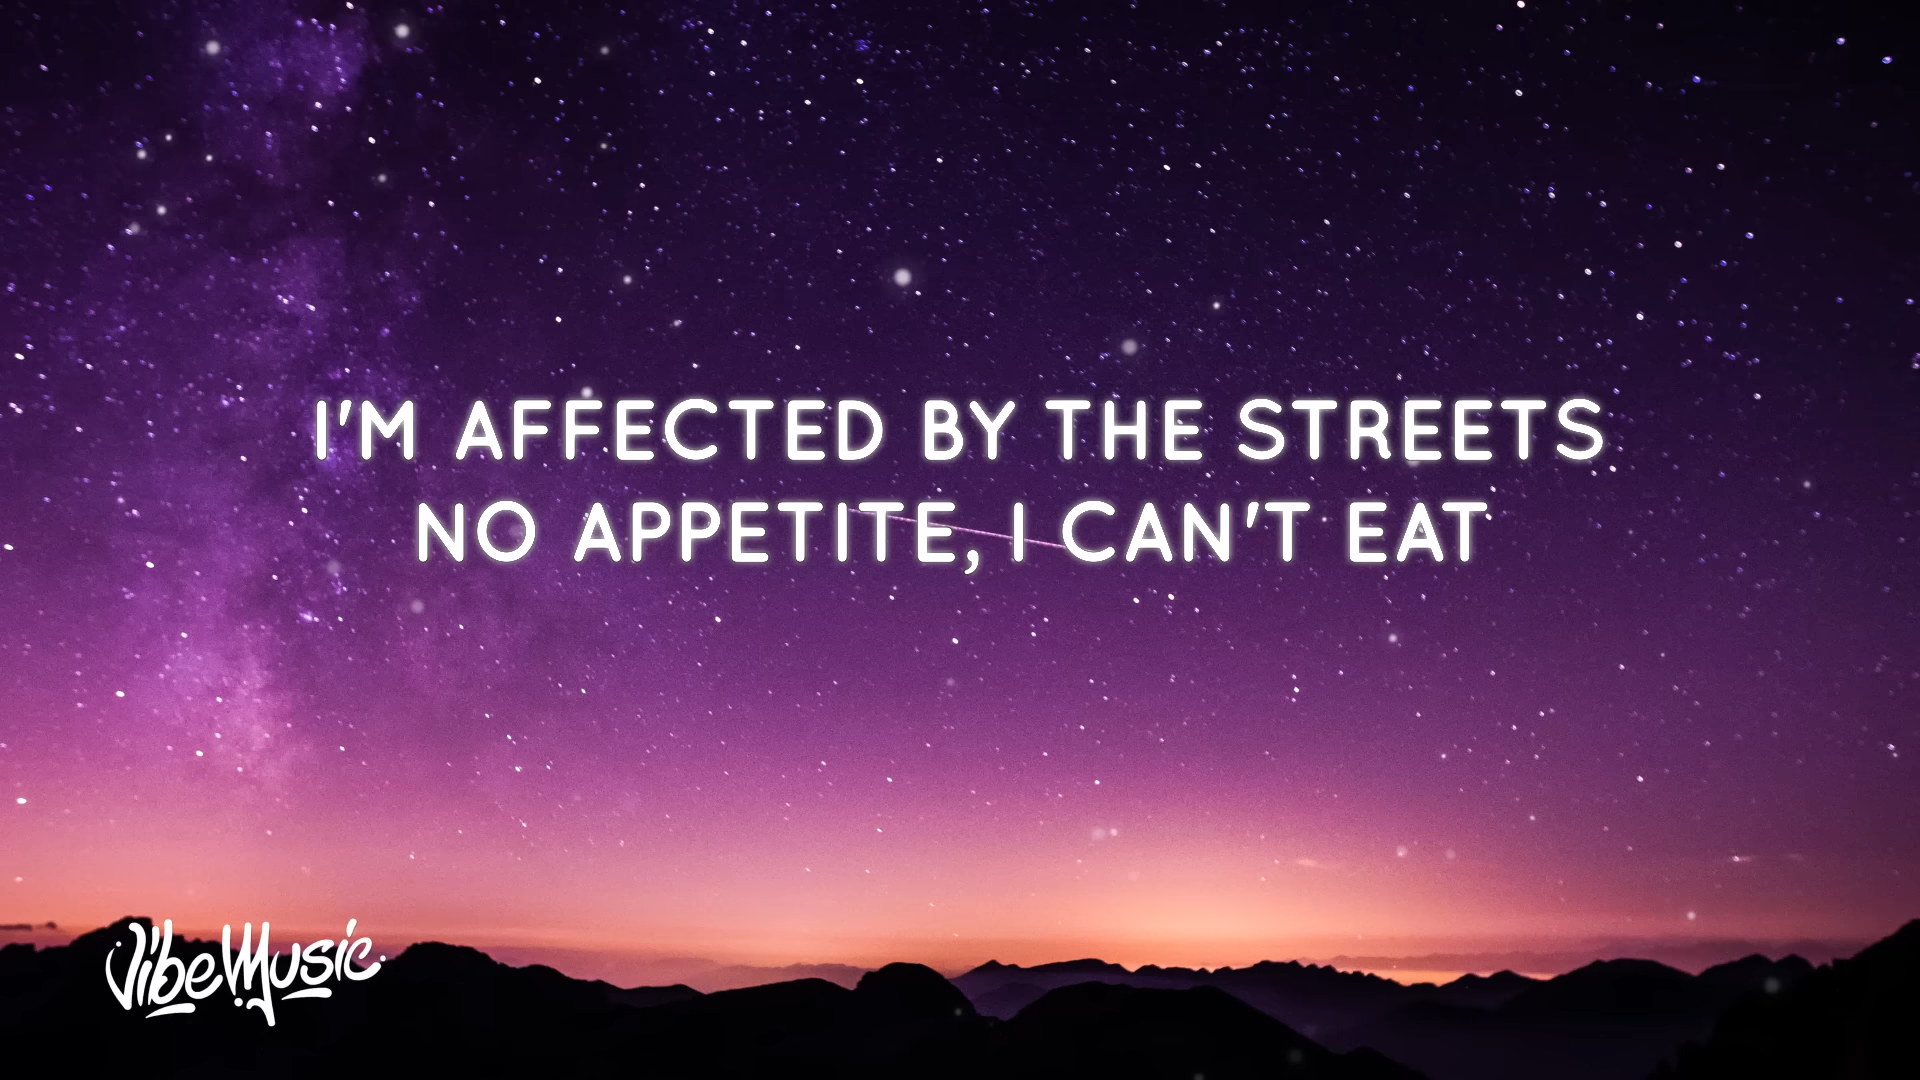 I'M AFFECTED BY THE STREETS
NO APPETITE, I CAN'T EAT
VibeMusic